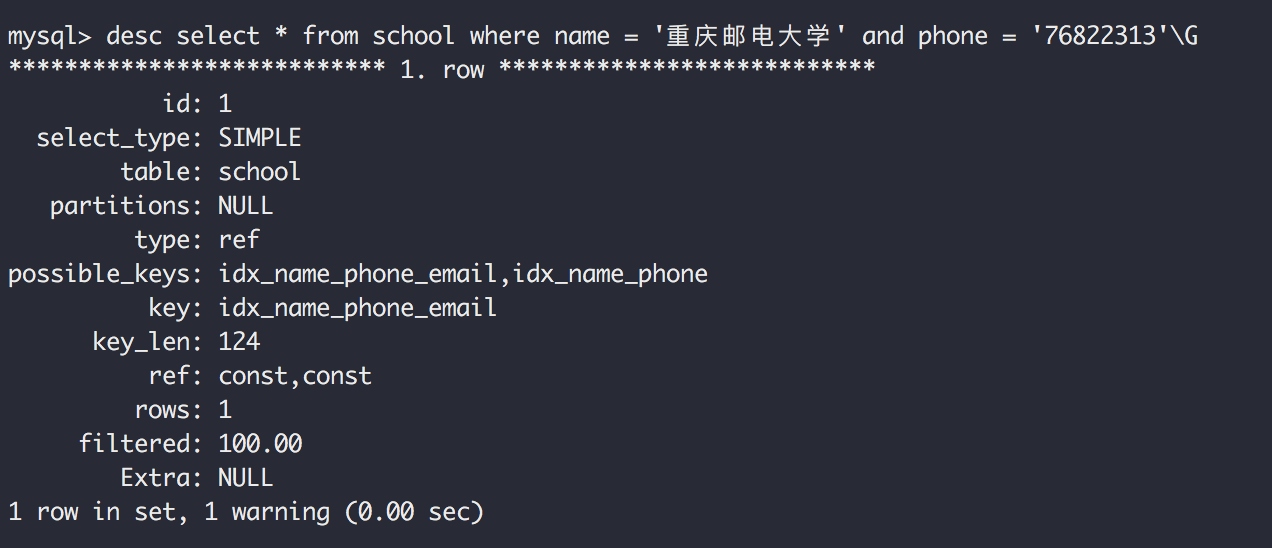 mysql> desc select * from school where name = '重庆邮电大学' and phone = '76822313'\G
*************************** 1. row ***************************
id: 1
select_type: SIMPLE
table: school
partitions: NULL
type: ref
possible_keys: idx_name_phone_email,idx_name_phone
key: idx_name_phone_email
key_len: 124
ref: const,const
rows: 1
filtered: 100.00
Extra: NULL
1 row in set, 1 warning (0.00 sec)